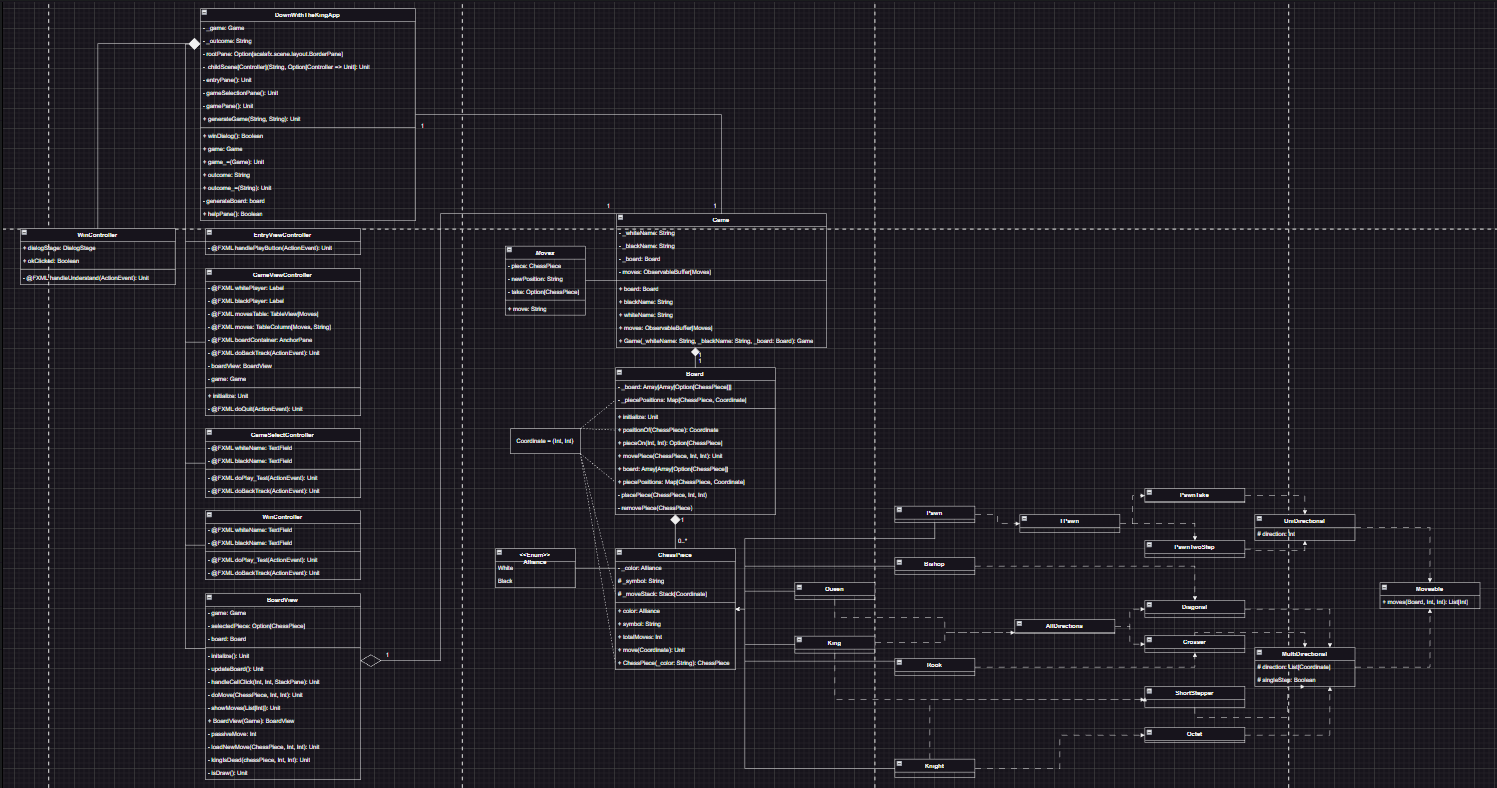 DownWithTheKingApp
- _game: Game
- _outcome: String
- rootPane: Option[scalafx.scene.layout.BorderPane]
- childScene[Controller](String, Option[Controller => Unit]: Unit
- entryPane(): Unit
- gameSelectionPane(): Unit
- gamePane(): Unit
+ generateGame(String, String): Unit
+ winDialog(): Boolean
+ game: Game
+ game_=(Game): Unit
+ outcome: String
+ outcome_=(String): Unit
- generateBoard: board
+ helpPane(): Boolean
1
1
1
WinController
+ dialogStage: DialogStage
+ okClicked: Boolean
- @FXML handleUnderstand(ActionEvent): Unit
EntryViewController
- @FXML handlePlayButton(ActionEvent): Unit
GameViewController
- @FXML whitePlayer: Label
- @FXML blackPlayer: Label
- @FXML movesTable: TableView[Moves]
- @FXML moves: TableColumn[Moves, String]
- @FXML boardContainer: AnchorPane
- @FXML doBackTrack(ActionEvent): Unit
- boardView: BoardView
- game: Game
+ initialize: Unit
- @FXML doQuit(ActionEvent): Unit
GameSelectController
- @FXML whiteName: TextField
- @FXML blackName: TextField
- @FXML doPlay_Test(ActionEvent): Unit
- @FXML doBackTrack(ActionEvent): Unit
WinController
- @FXML whiteName: TextField
- @FXML blackName: TextField
- @FXML doPlay_Test(ActionEvent): Unit
- @FXML doBackTrack(ActionEvent): Unit
BoardView
- game: Game
- selectedPiece: Option[ChessPiece]
- board: Board
- initalize(): Unit
- updateBoard(): Unit
- handleCellClick(Int, Int, StackPane): Unit
- doMove(ChessPiece, Int, Int): Unit
- showMoves(List[Int]): Unit
+ BoardView(Game): BoardView
- passiveMove: Int
- loadNewMove(ChessPiece, Int, Int): Unit
- kingIsDead(chessPiece, Int, Int): Unit
- isDraw(): Unit
1
Moves
- piece: ChessPiece
- newPosition: String
- take: Option[ChessPiece]
+ move: String
Game
- _whiteName: String
- _blackName: String
- _board: Board
- moves: ObservableBuffer[Moves]
+ board: Board
+ blackName: String
+ whiteName: String
+ moves: ObservableBuffer[Moves]
+ Game(_whiteName: String, _blackName: String, _board: Board): Game
1
1
Board
- _board: Array[Array[Option[ChessPiece]]
- _piecePositions: Map[ChessPiece, Coordinate]
+ initialize: Unit
+ positionOf(ChessPiece): Coordinate
+ pieceOn(Int, Int): Option[ChessPiece]
+ movePiece(ChessPiece, Int, Int): Unit
+ board: Array[Array[Option[ChessPiece]]
+ piecePositions: Map[ChessPiece, Coordinate]
- placePiece(ChessPiece, Int, Int)
- removePiece(ChessPiece)
Coordinate = (Int, Int)
1
0..*
<<Enum>>
Alliance
White
Black
ChessPiece
- _color: Alliance
# _symbol: String
# _moveStack: Stack[Coordinate]
+ color: Alliance
+ symbol: String
+ totalMoves: Int
+ move(Coordinate): Unit
+ ChessPiece(_color: String): ChessPiece
Pawn
Bishop
Queen
King
Rook
Knight
TPawn
AllDirections
PawnTake
PawnTwoStep
Diagonal
Crosser
ShortStepper
Octet
UniDirectional
# direction: Int
MultiDirectional
# direction: List[Coordinate]
# singleStep: Boolean
Moveable
+ moves(Board, Int, Int): List[Int]